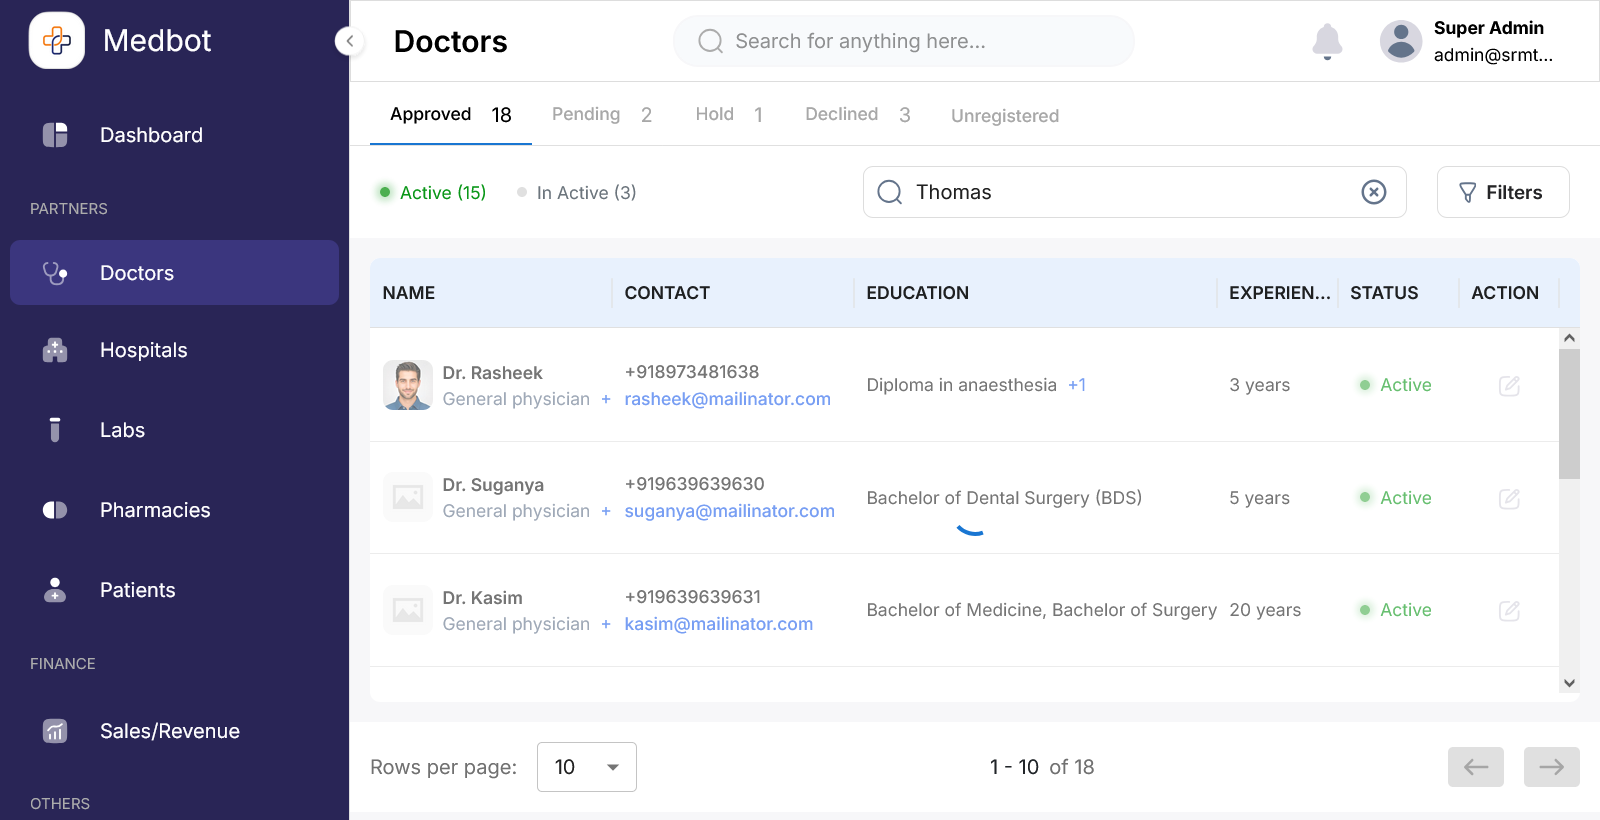 Medbot
Doctors
Search for anything here...
Super Admin
admin@srmt...
Dashboard
PARTNERS
Doctors
Hospitals
Labs
Pharmacies
Patients
FINANCE
Sales/Revenue
OTHERS
Approved 18 Pending 2 Hold 1 Declined 3 Unregistered
Active (15) In Active (3)
Thomas
Filters
NAME CONTACT EDUCATION EXPERIEN... STATUS ACTION
Dr. Rasheek
General physician +
+918973481638
rasheek@mailinator.com
Diploma in anaesthesia +1
3 years
Active
Dr. Suganya
General physician +
+919639639630
suganya@mailinator.com
Bachelor of Dental Surgery (BDS)
5 years
Active
Dr. Kasim
General physician +
+919639639631
kasim@mailinator.com
Bachelor of Medicine, Bachelor of Surgery
20 years
Active
Rows per page: 10
1 - 10 of 18